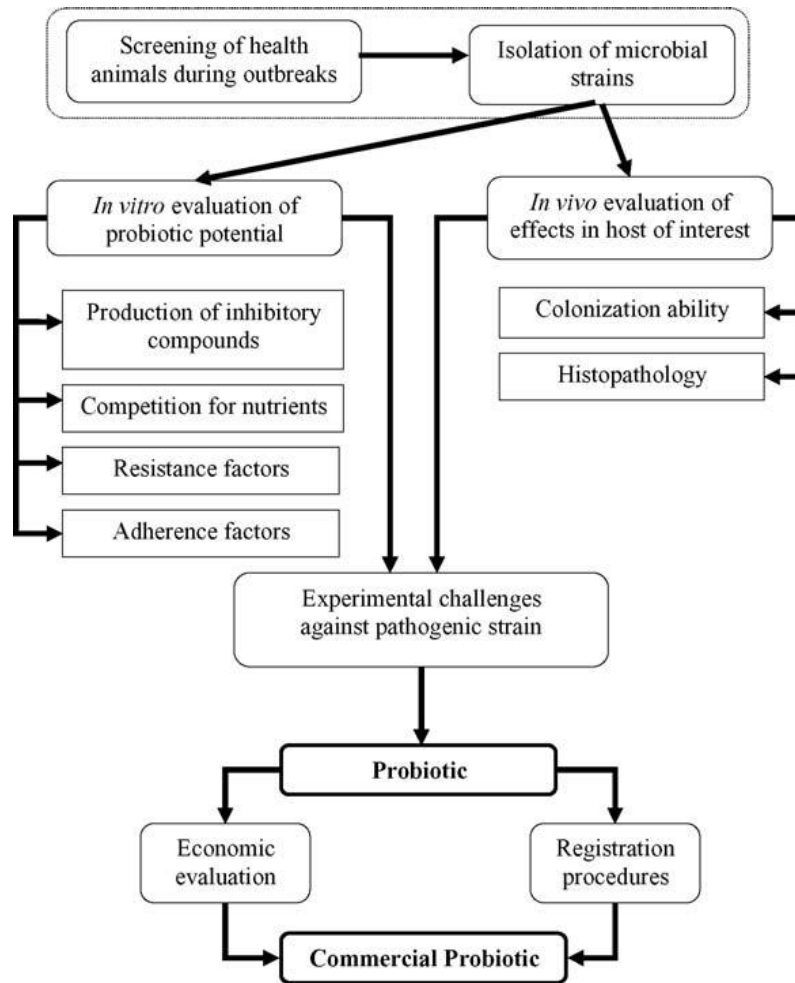 Screening of health
animals during outbreaks
Isolation of microbial
strains
In vitro evaluation of
probiotic potential
In vivo evaluation of
effects in host of interest
Production of inhibitory
compounds
Competition for nutrients
Resistance factors
Adherence factors
Colonization ability
Histopathology
Experimental challenges
against pathogenic strain
Probiotic
Economic
evaluation
Registration
procedures
Commercial Probiotic